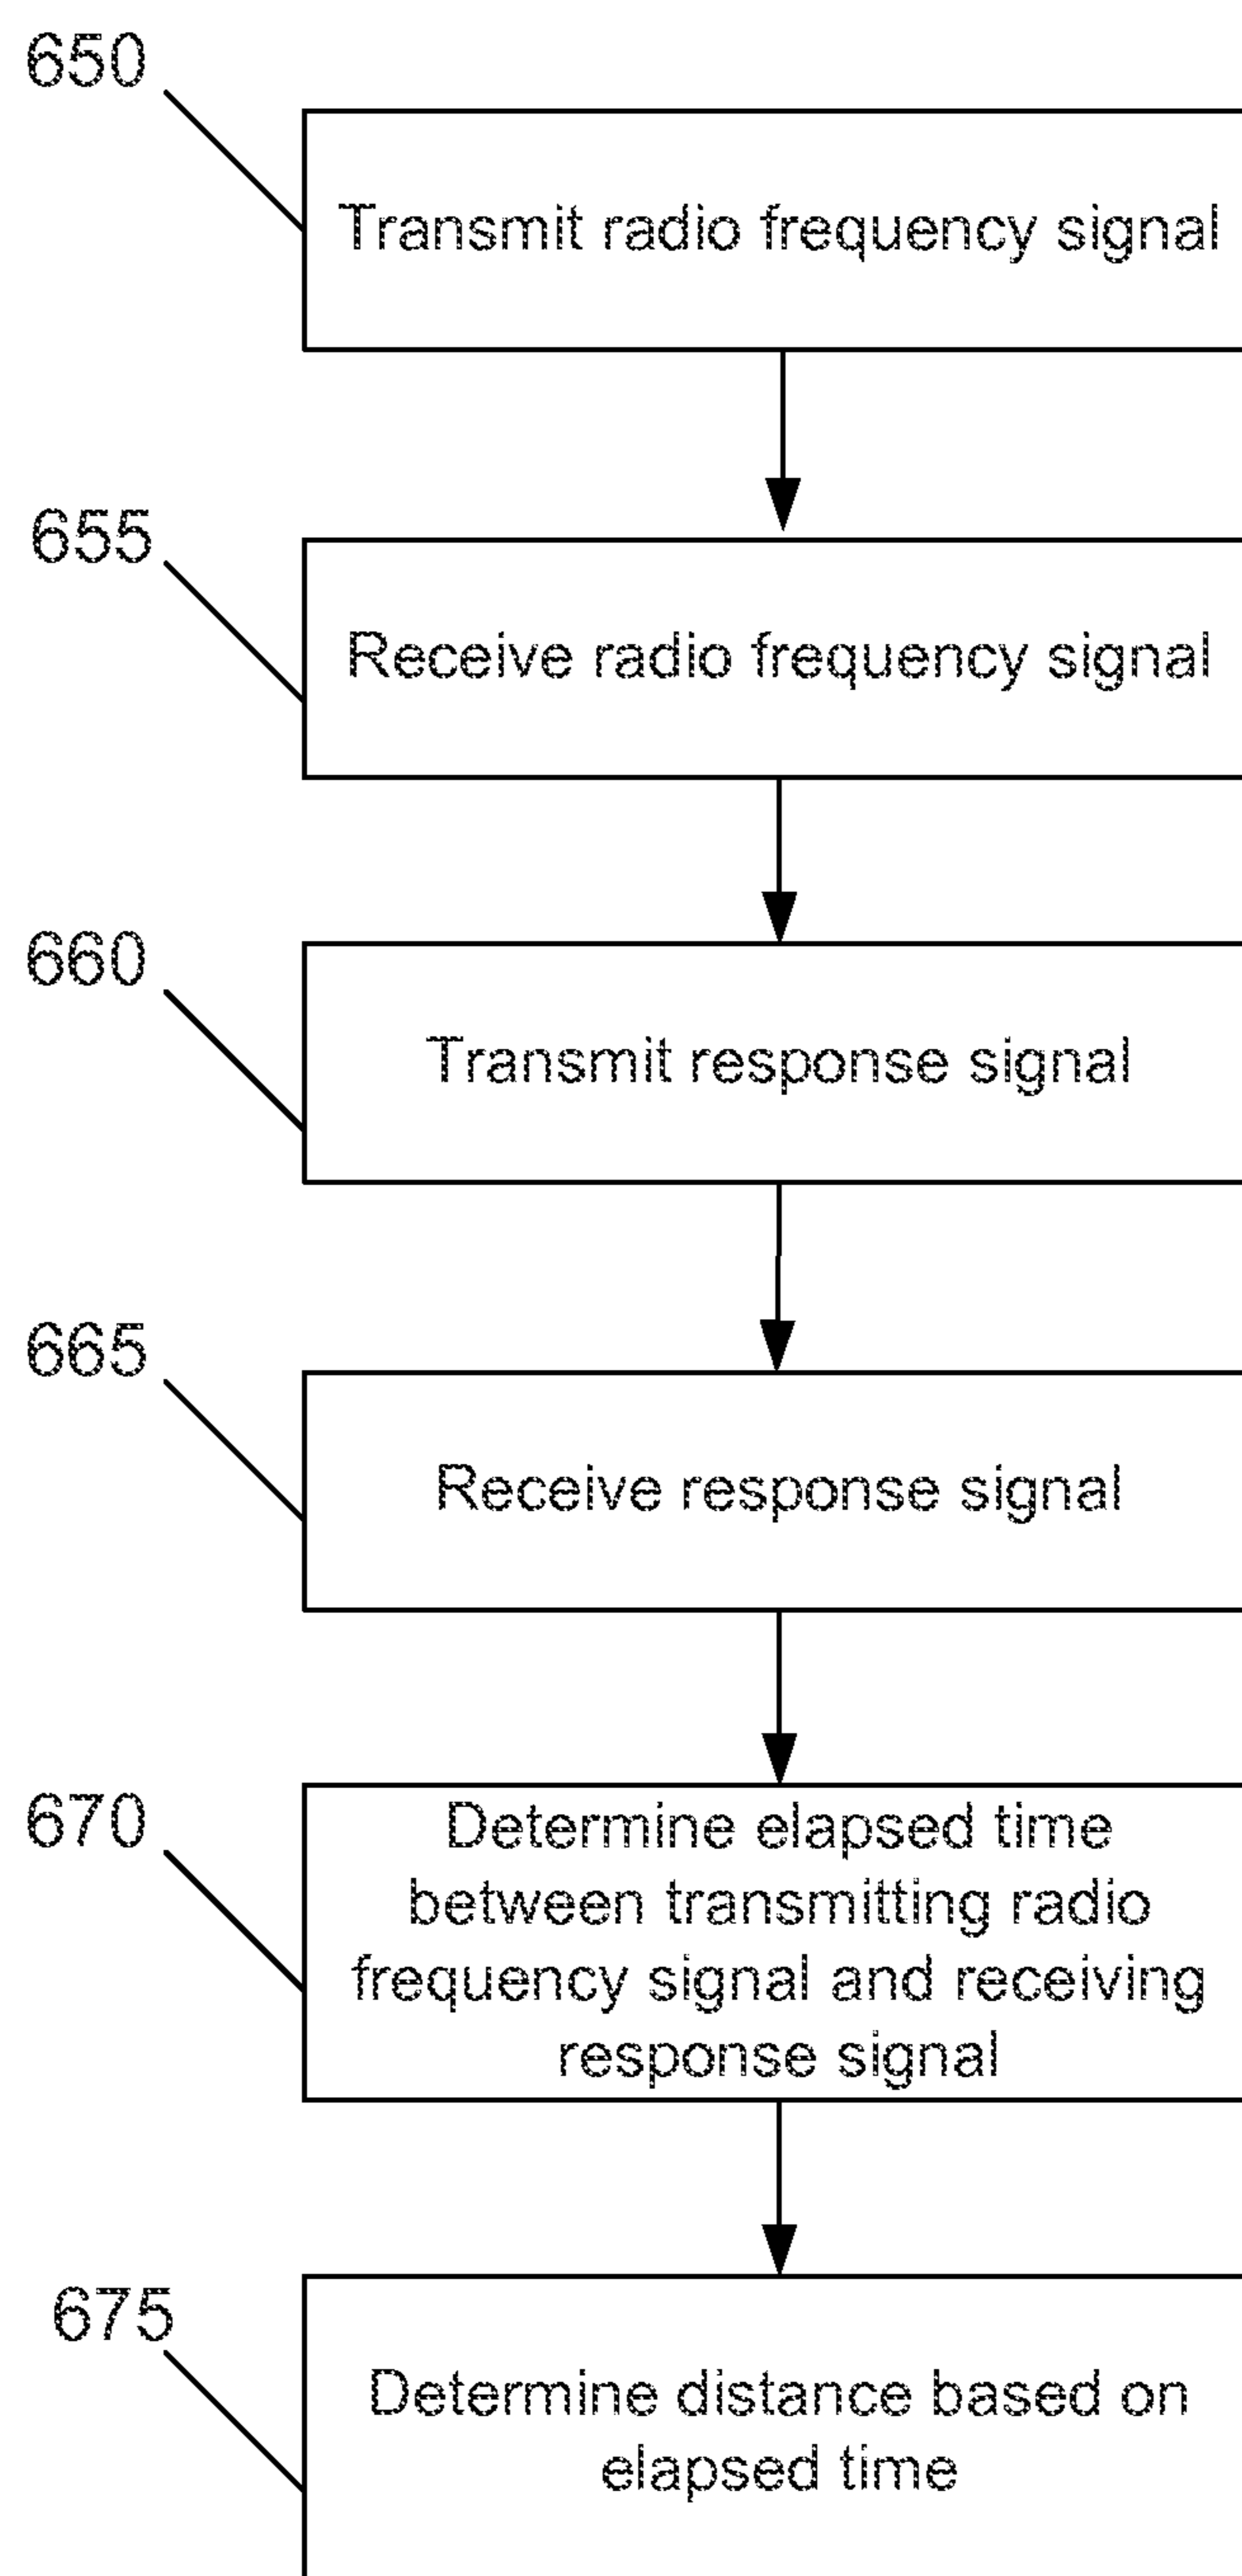 650
Transmit radio frequency signal
655
Receive radio frequency signal
660
Transmit response signal
665
Receive response signal
670
Determine elapsed time
between transmitting radio
frequency signal and receiving
response signal
675
Determine distance based on
elapsed time